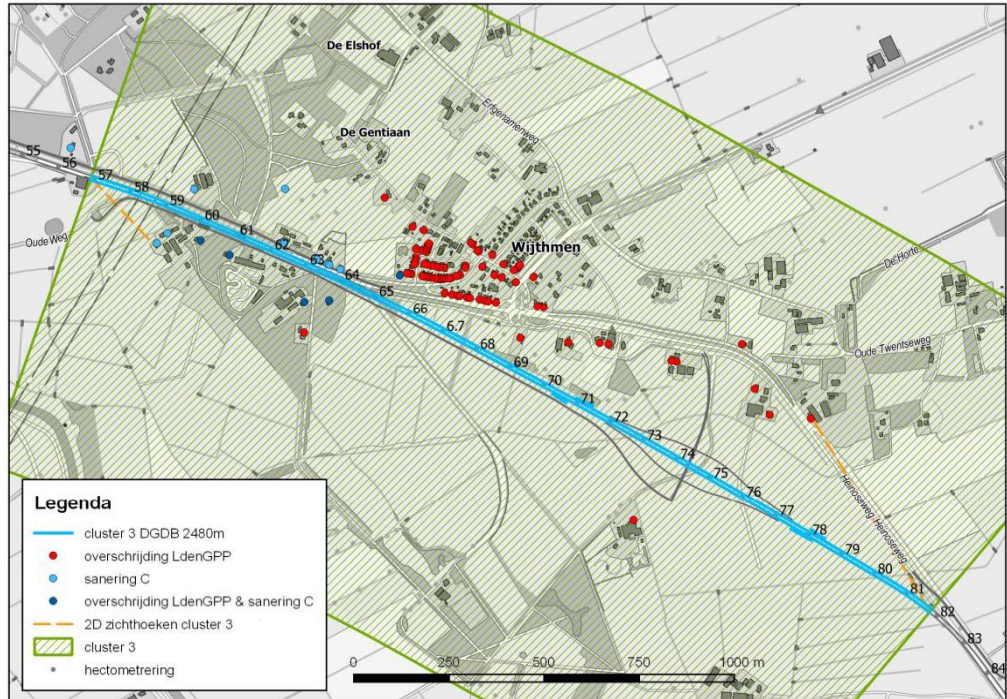 De Elshof
Erfgenamenweg
De Gentiaan
55
56
57
58
59
60
61
62
63
64
65
66
6.7
68
69
70
71
72
73
74
75
76
77
78
79
80
81
82
83
84
Oude Weg
Wijthmen
De Horte
Oude Twentseweg
Heinoseweg Heinoseweg
Legenda
cluster 3 DGDB 2480m
overschrijding LdenGPP
sanering C
overschrijding LdenGPP & sanering C
2D zichthoeken cluster 3
cluster 3
hectometrering
0 250 500 750 1000 m